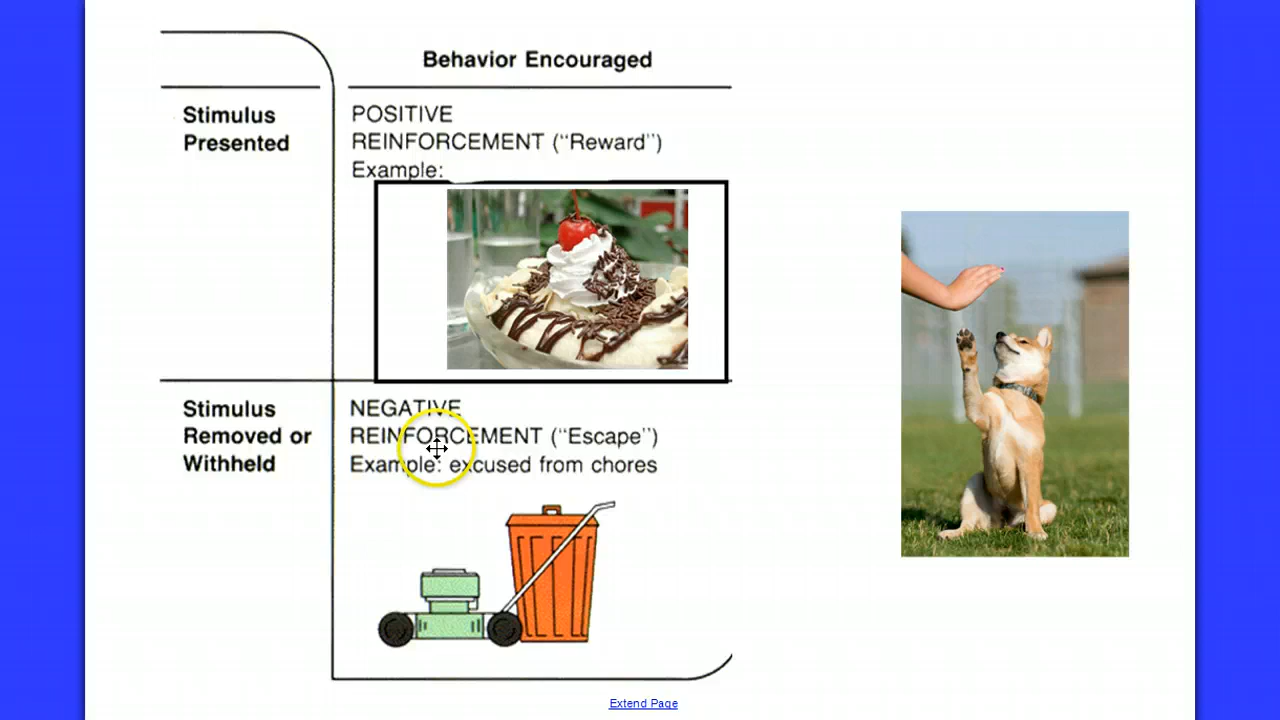 Behavior Encouraged
Stimulus
Presented
POSITIVE
REINFORCEMENT (“Reward”)
Example:
Stimulus
Removed or
Withheld
NEGATIVE
REINFORCEMENT (“Escape”)
Example: excused from chores
Extend Page